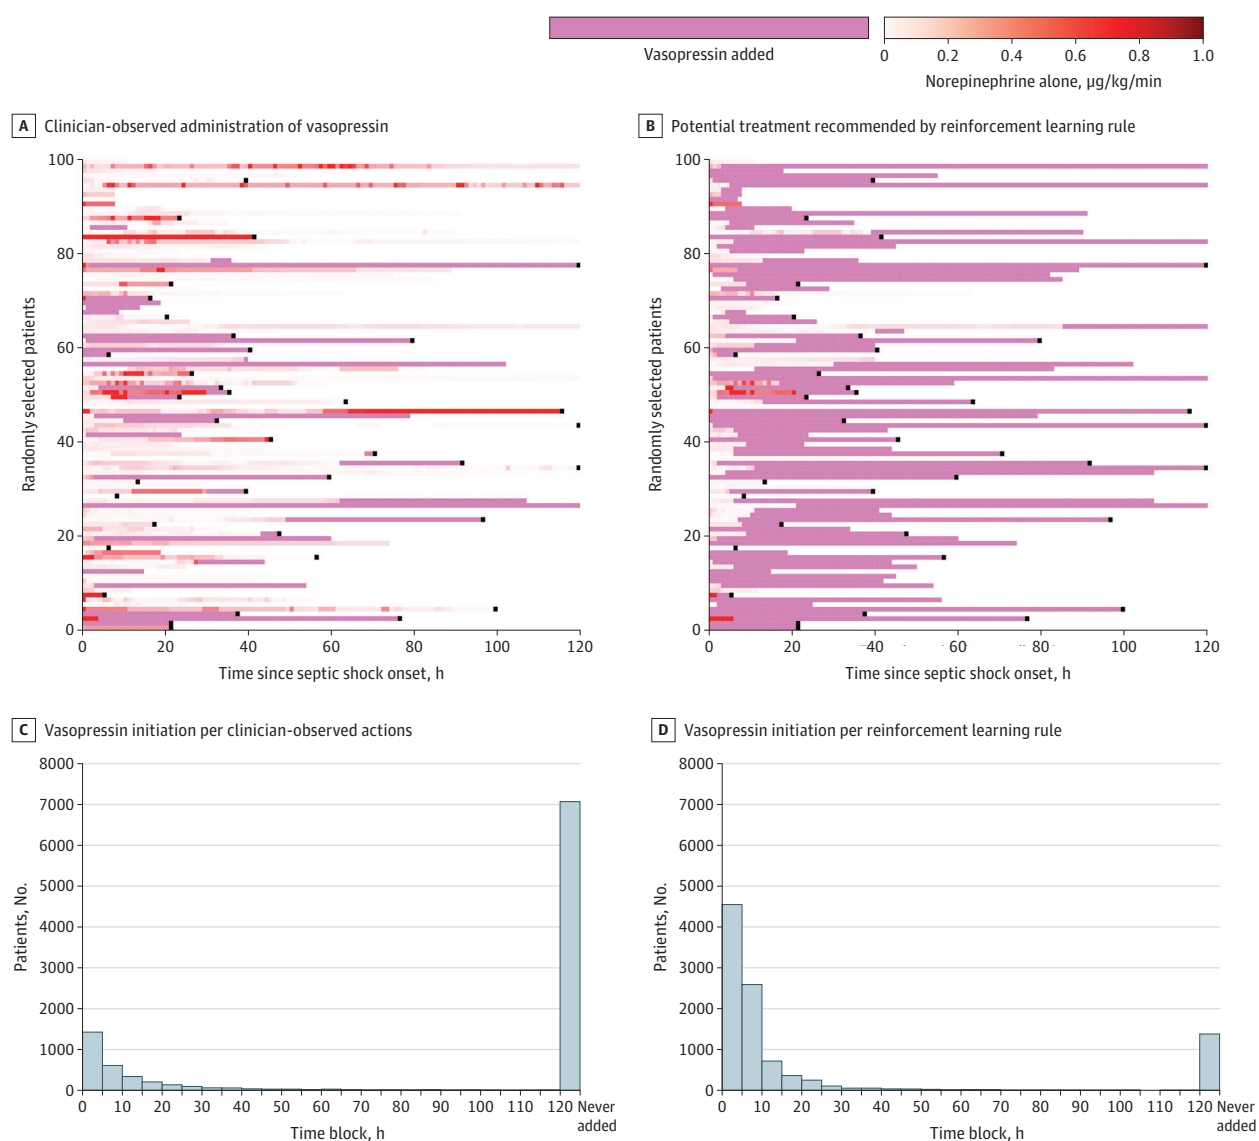 Vasopressin added
0 0.2 0.4 0.6 0.8 1.0
Norepinephrine alone, µg/kg/min
A Clinician-observed administration of vasopressin
100
80
60
40
20
0
Randomly selected patients
0 20 40 60 80 100 120
Time since septic shock onset, h
B Potential treatment recommended by reinforcement learning rule
100
80
60
40
20
0
Randomly selected patients
0 20 40 60 80 100 120
Time since septic shock onset, h
C Vasopressin initiation per clinician-observed actions
8000
7000
6000
5000
4000
3000
2000
1000
0
Patients, No.
0 10 20 30 40 50 60 70 80 90 100 110 120 Never
added
Time block, h
D Vasopressin initiation per reinforcement learning rule
8000
7000
6000
5000
4000
3000
2000
1000
0
Patients, No.
0 10 20 30 40 50 60 70 80 90 100 110 120 Never
added
Time block, h